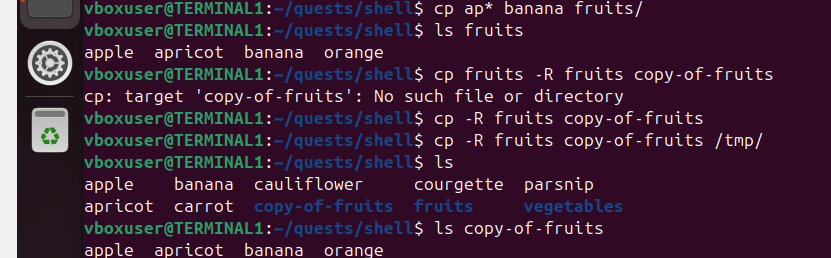 vboxuser@TERMINAL1:~/quests/shell$ cp ap* banana fruits/
vboxuser@TERMINAL1:~/quests/shell$ ls fruits
apple  apricot  banana  orange
vboxuser@TERMINAL1:~/quests/shell$ cp fruits -R fruits copy-of-fruits
cp: target 'copy-of-fruits': No such file or directory
vboxuser@TERMINAL1:~/quests/shell$ cp -R fruits copy-of-fruits
vboxuser@TERMINAL1:~/quests/shell$ cp -R fruits copy-of-fruits /tmp/
vboxuser@TERMINAL1:~/quests/shell$ ls
apple    banana  cauliflower     courgette  parsnip
apricot  carrot  copy-of-fruits  fruits     vegetables
vboxuser@TERMINAL1:~/quests/shell$ ls copy-of-fruits
apple  apricot  banana  orange